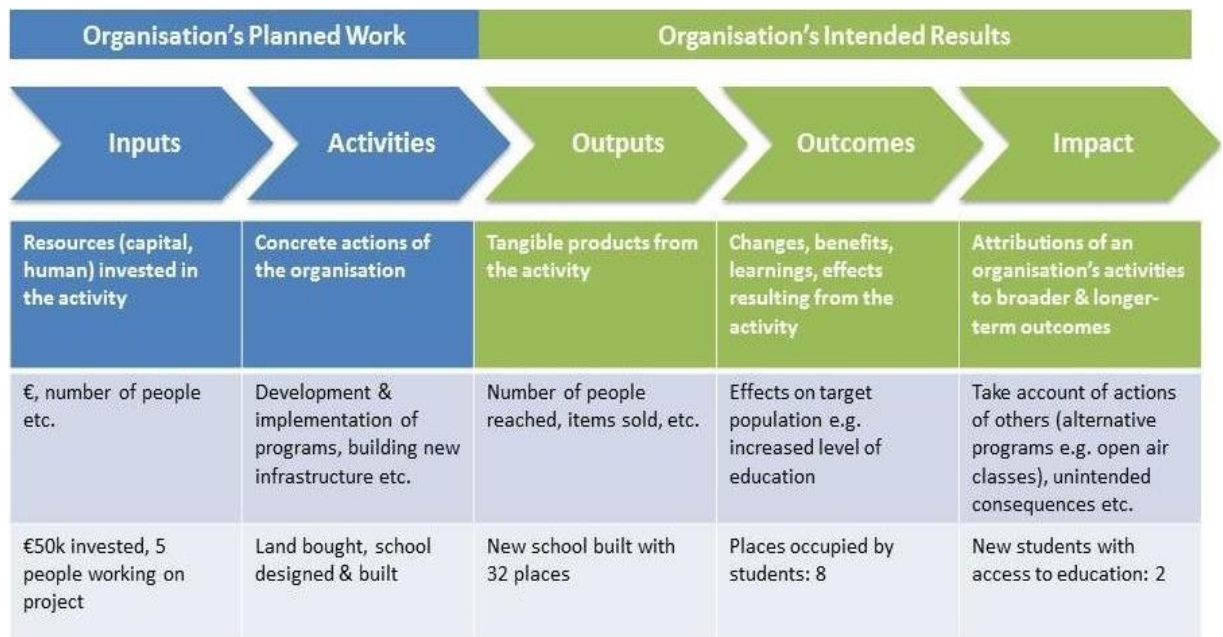 Organisation's Planned Work
Organisation's Intended Results
Inputs
Activities
Outputs
Outcomes
Impact
Resources (capital,
human) invested in
the activity
Concrete actions of
the organisation
Tangible products from
the activity
Changes, benefits,
learnings, effects
resulting from the
activity
Attributions of an
organisation's activities
to broader & longer-
term outcomes
€, number of people
etc.
Development &
implementation of
programs, building new
infrastructure etc.
Number of people
reached, items sold, etc.
Effects on target
population e.g.
increased level of
education
Take account of actions
of others (alternative
programs e.g. open air
classes), unintended
consequences etc.
€50k invested, 5
people working on
project
Land bought, school
designed & built
New school built with
32 places
Places occupied by
students: 8
New students with
access to education: 2